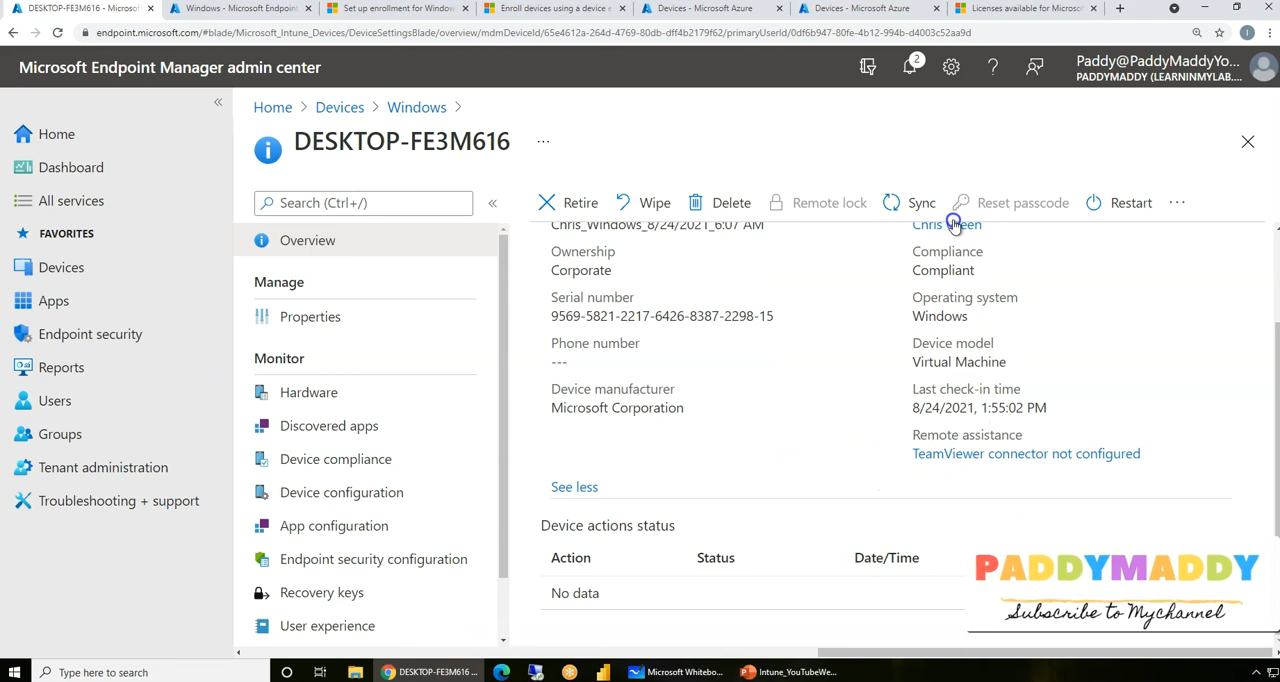 DESKTOP-FE3M616 - Microsof
Windows - Microsoft Endpoint
Set up enrollment for Window
Enroll devices using a device e
Devices - Microsoft Azure
Devices - Microsoft Azure
Licenses available for Microso
endpoint.microsoft.com/#blade/Microsoft_Intune_Devices/DeviceSettingsBlade/overview/mdmDeviceId/65e4612a-264d-4769-80db-dff4b2179f62/primaryUserId/0df6b947-80fe-4b12-994b-d4003c52aa9d
Microsoft Endpoint Manager admin center
2
Paddy@PaddyMaddyYo...
PADDYMADDY (LEARNINMYLAB....
Home
Dashboard
All services
FAVORITES
Devices
Apps
Endpoint security
Reports
Users
Groups
Tenant administration
Troubleshooting + support
Home > Devices > Windows >
DESKTOP-FE3M616 ...
Search (Ctrl+/)
Overview
Manage
Properties
Monitor
Hardware
Discovered apps
Device compliance
Device configuration
App configuration
Endpoint security configuration
Recovery keys
User experience
Retire
Wipe
Delete
Remote lock
Sync
Reset passcode
Restart
...
Chris_Windows_8/24/2021_6:07 AM
Chris
Ownership
Corporate
Compliance
Compliant
Serial number
9569-5821-2217-6426-8387-2298-15
Operating system
Windows
Phone number
---
Device model
Virtual Machine
Device manufacturer
Microsoft Corporation
Last check-in time
8/24/2021, 1:55:02 PM
Remote assistance
TeamViewer connector not configured
See less
Device actions status
Action Status Date/Time
No data
PADDYMADDY
Subscribe to Mychannel
Type here to search
DESKTOP-FE3M616 ...
Microsoft Whitebo...
Intune_YouTubeWe...